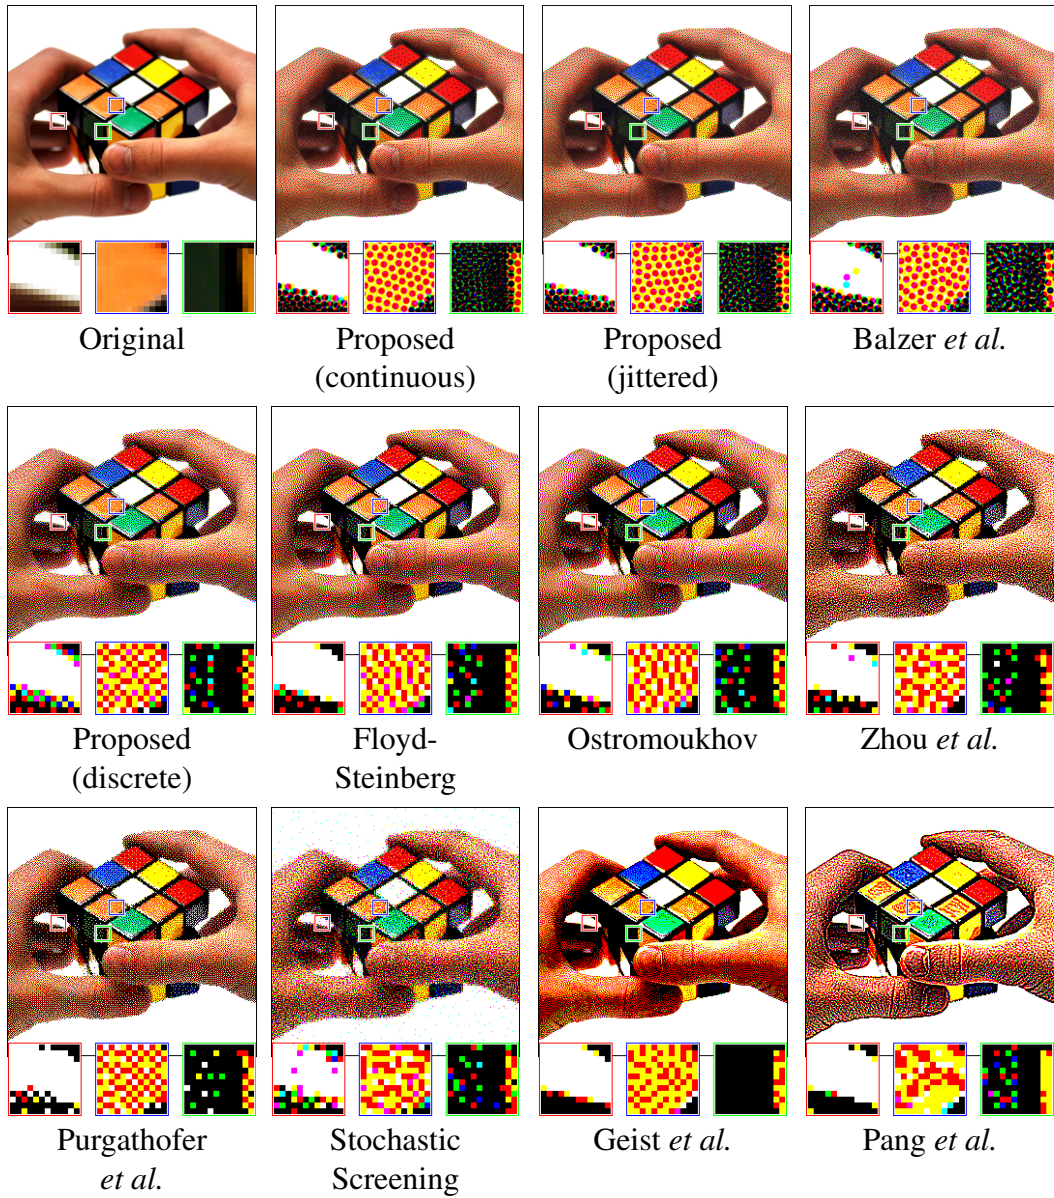 Original
Proposed
(continuous)
Proposed
(jittered)
Balzer et al.
Proposed
(discrete)
Floyd-
Steinberg
Ostromoukhov
Zhou et al.
Purgathofer
et al.
Stochastic
Screening
Geist et al.
Pang et al.